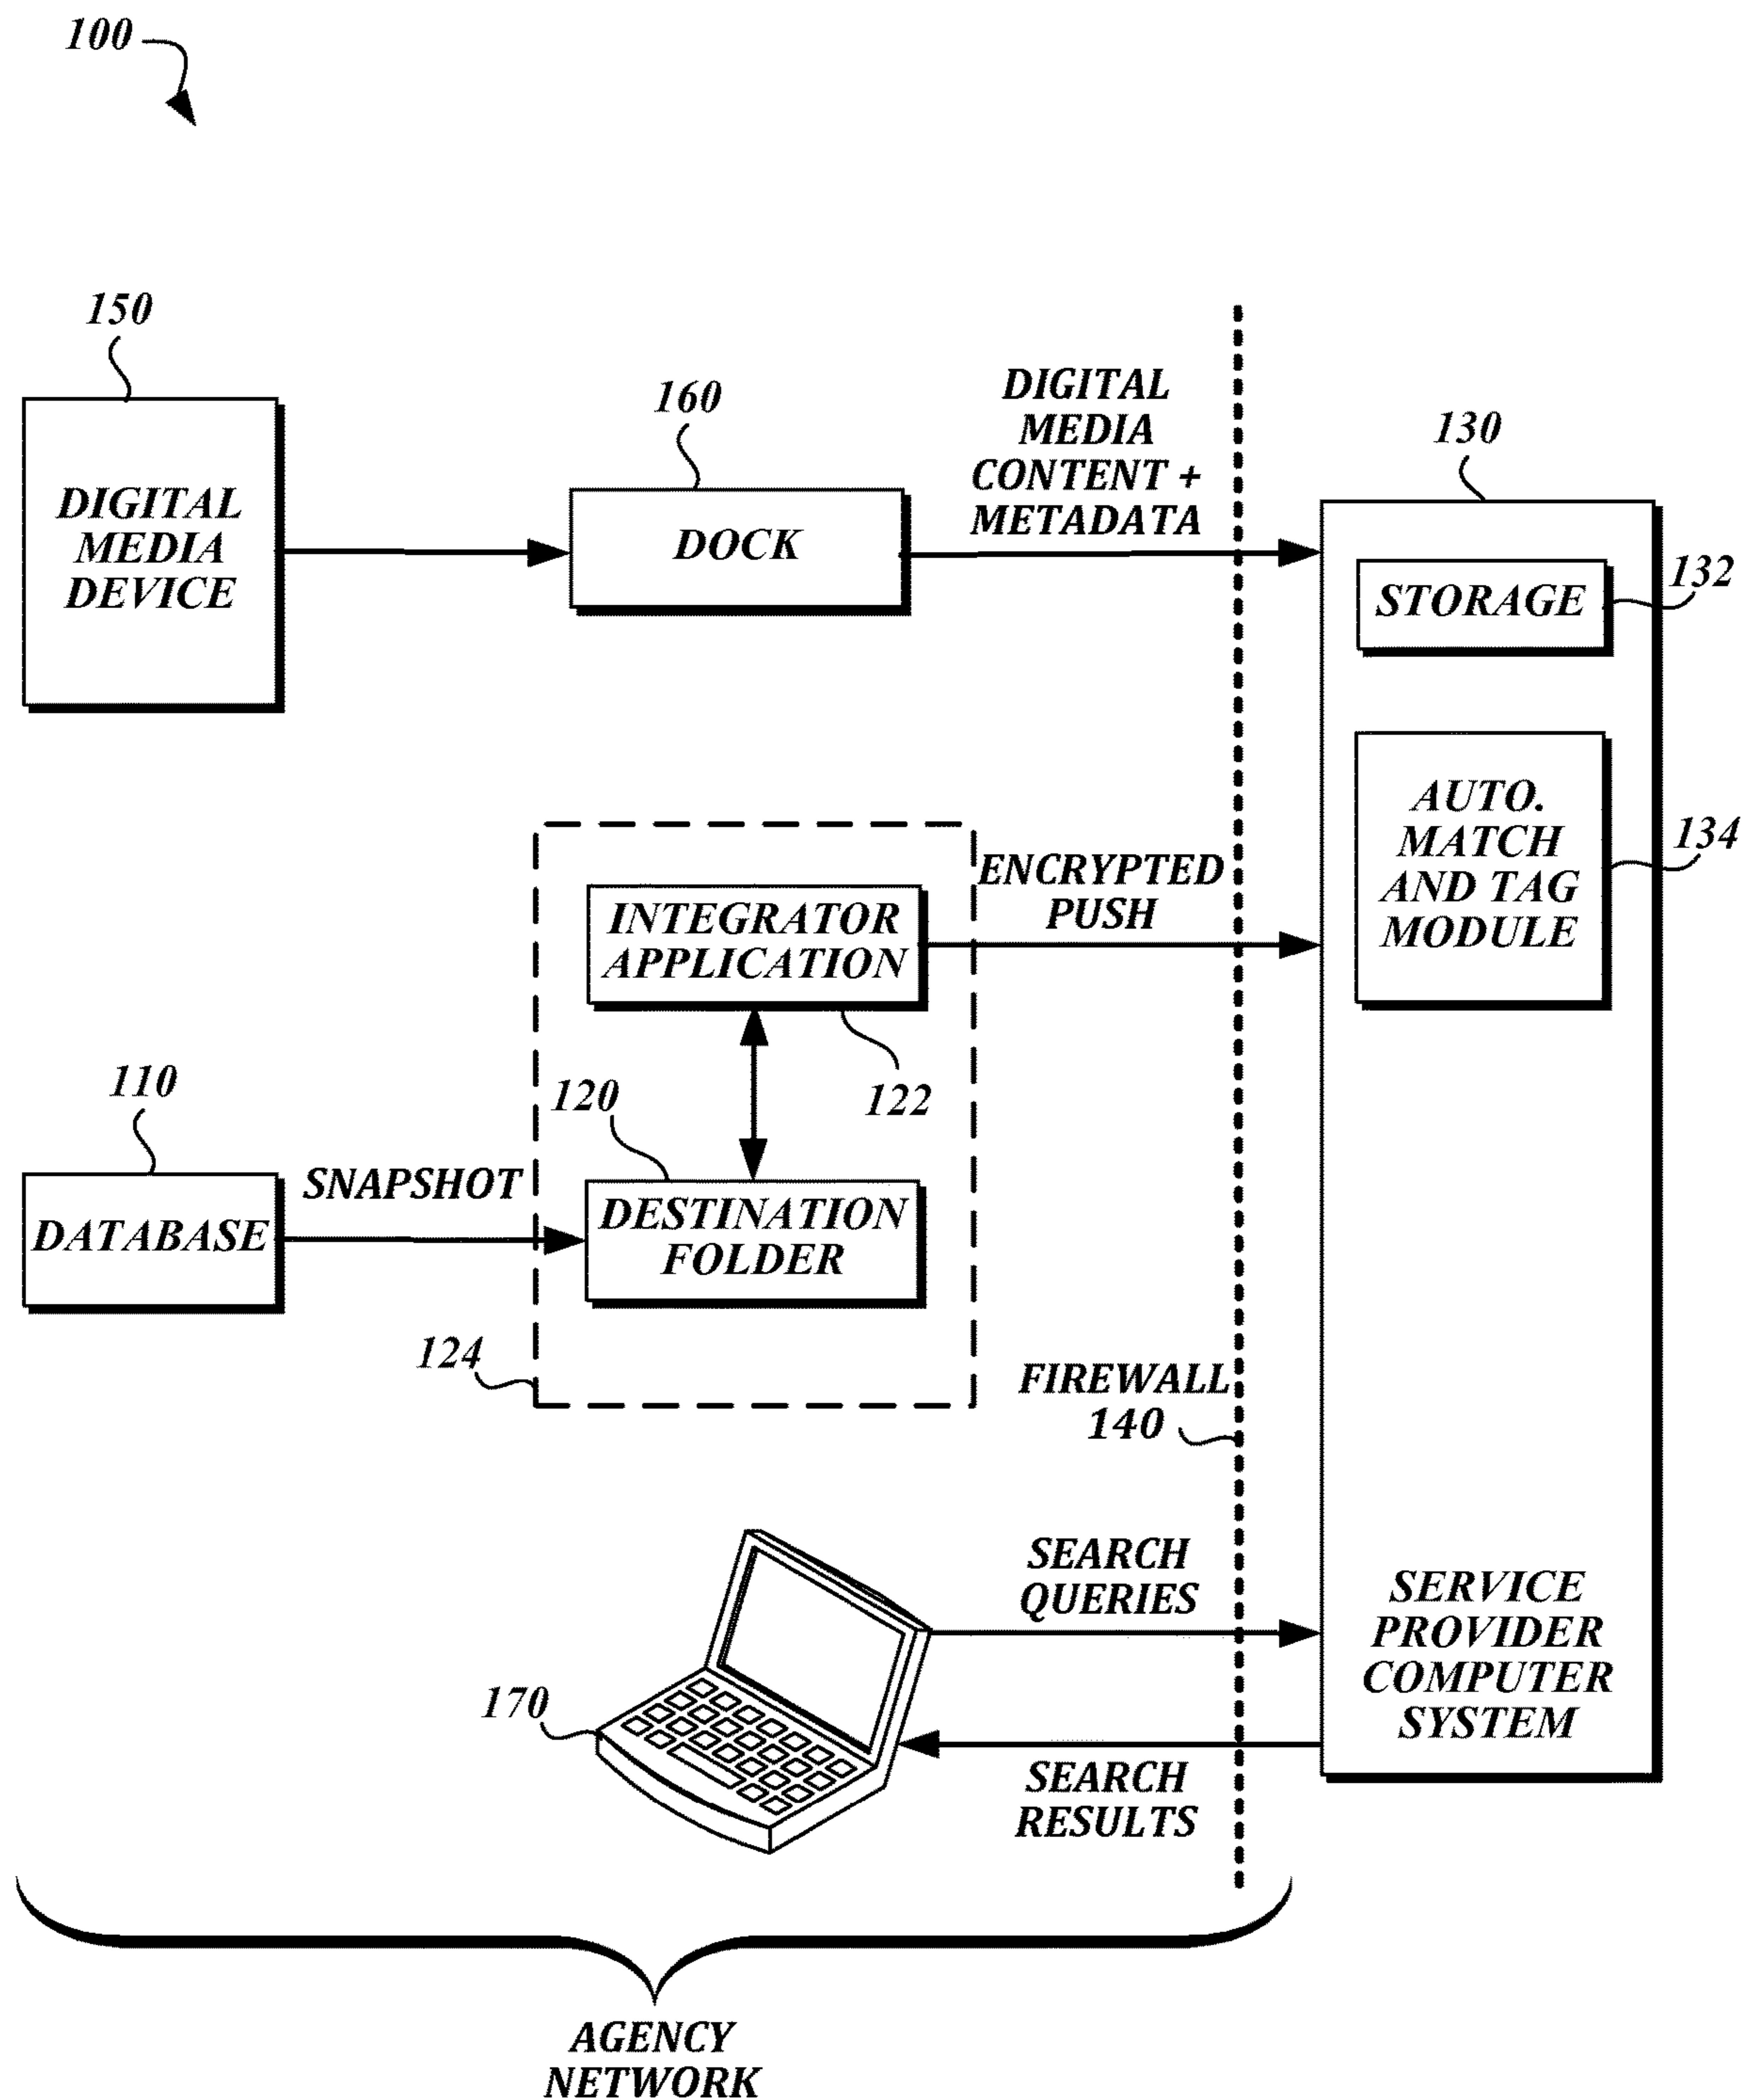 100
150
DIGITAL
MEDIA
DEVICE
160
DOCK
DIGITAL
MEDIA
CONTENT +
METADATA
130
STORAGE
132
AUTO.
MATCH
AND TAG
MODULE
134
INTEGRATOR
APPLICATION
122
ENCRYPTED
PUSH
110
DATABASE
SNAPSHOT
120
DESTINATION
FOLDER
124
FIREWALL
140
SEARCH
QUERIES
170
SEARCH
RESULTS
SERVICE
PROVIDER
COMPUTER
SYSTEM
AGENCY
NETWORK